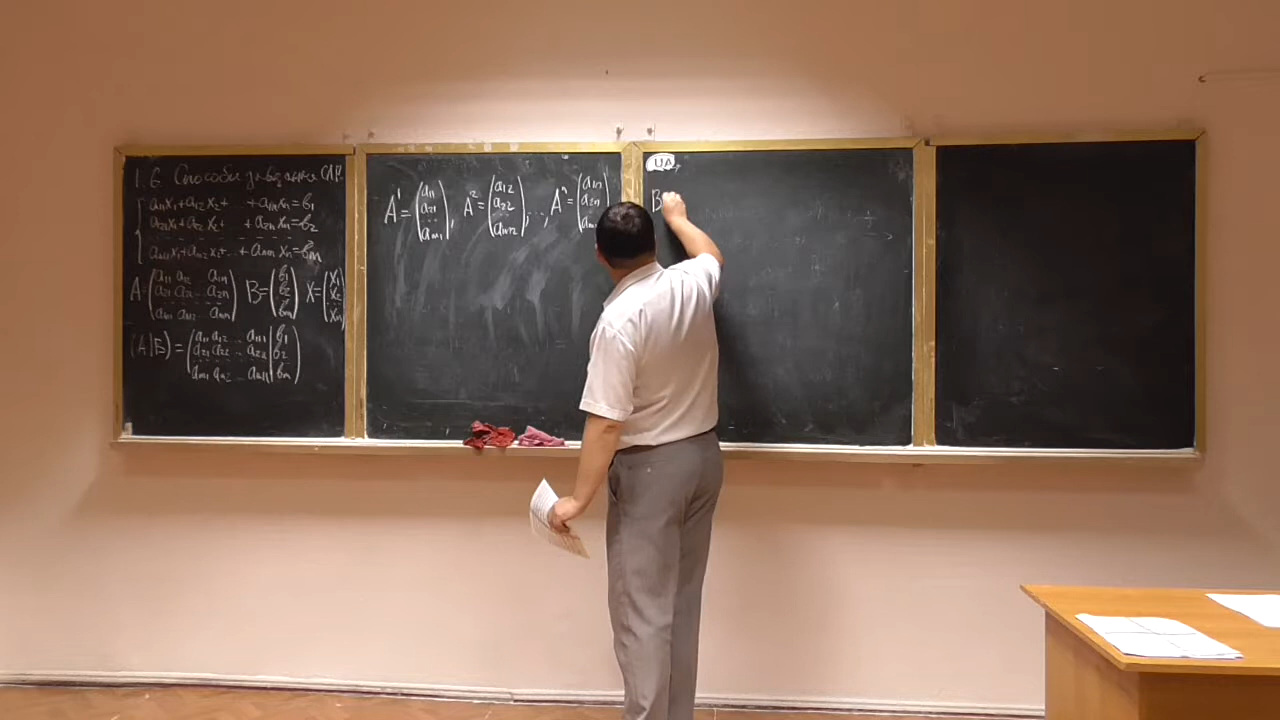 1.6 Способи завдання СЛР
a₁₁x₁+a₁₂x₂+ ... +a₁ₙxₙ=b₁
a₂₁x₁+a₂₂x₂+ ... +a₂ₙxₙ=b₂
aₘ₁x₁+aₘ₂x₂+ ... +aₘₙxₙ=bₘ
A= (a₁₁ a₁₂ ... a₁ₙ B= (b₁ X= (x₁
a₂₁ a₂₂ ... a₂ₙ b₂ x₂
aₘ₁ aₘ₂ ... aₘₙ) bₘ) xₙ)
(A|B) = (a₁₁ a₁₂ ... a₁ₙ | b₁
a₂₁ a₂₂ ... a₂ₙ | b₂
aₘ₁ aₘ₂ ... aₘₙ | bₘ)
A¹= (a₁₁ , A²= (a₁₂ , ..., Aⁿ= (a₁ₙ
a₂₁ a₂₂ a₂ₙ
...
aₘ₁) aₘ₂)
UA
B